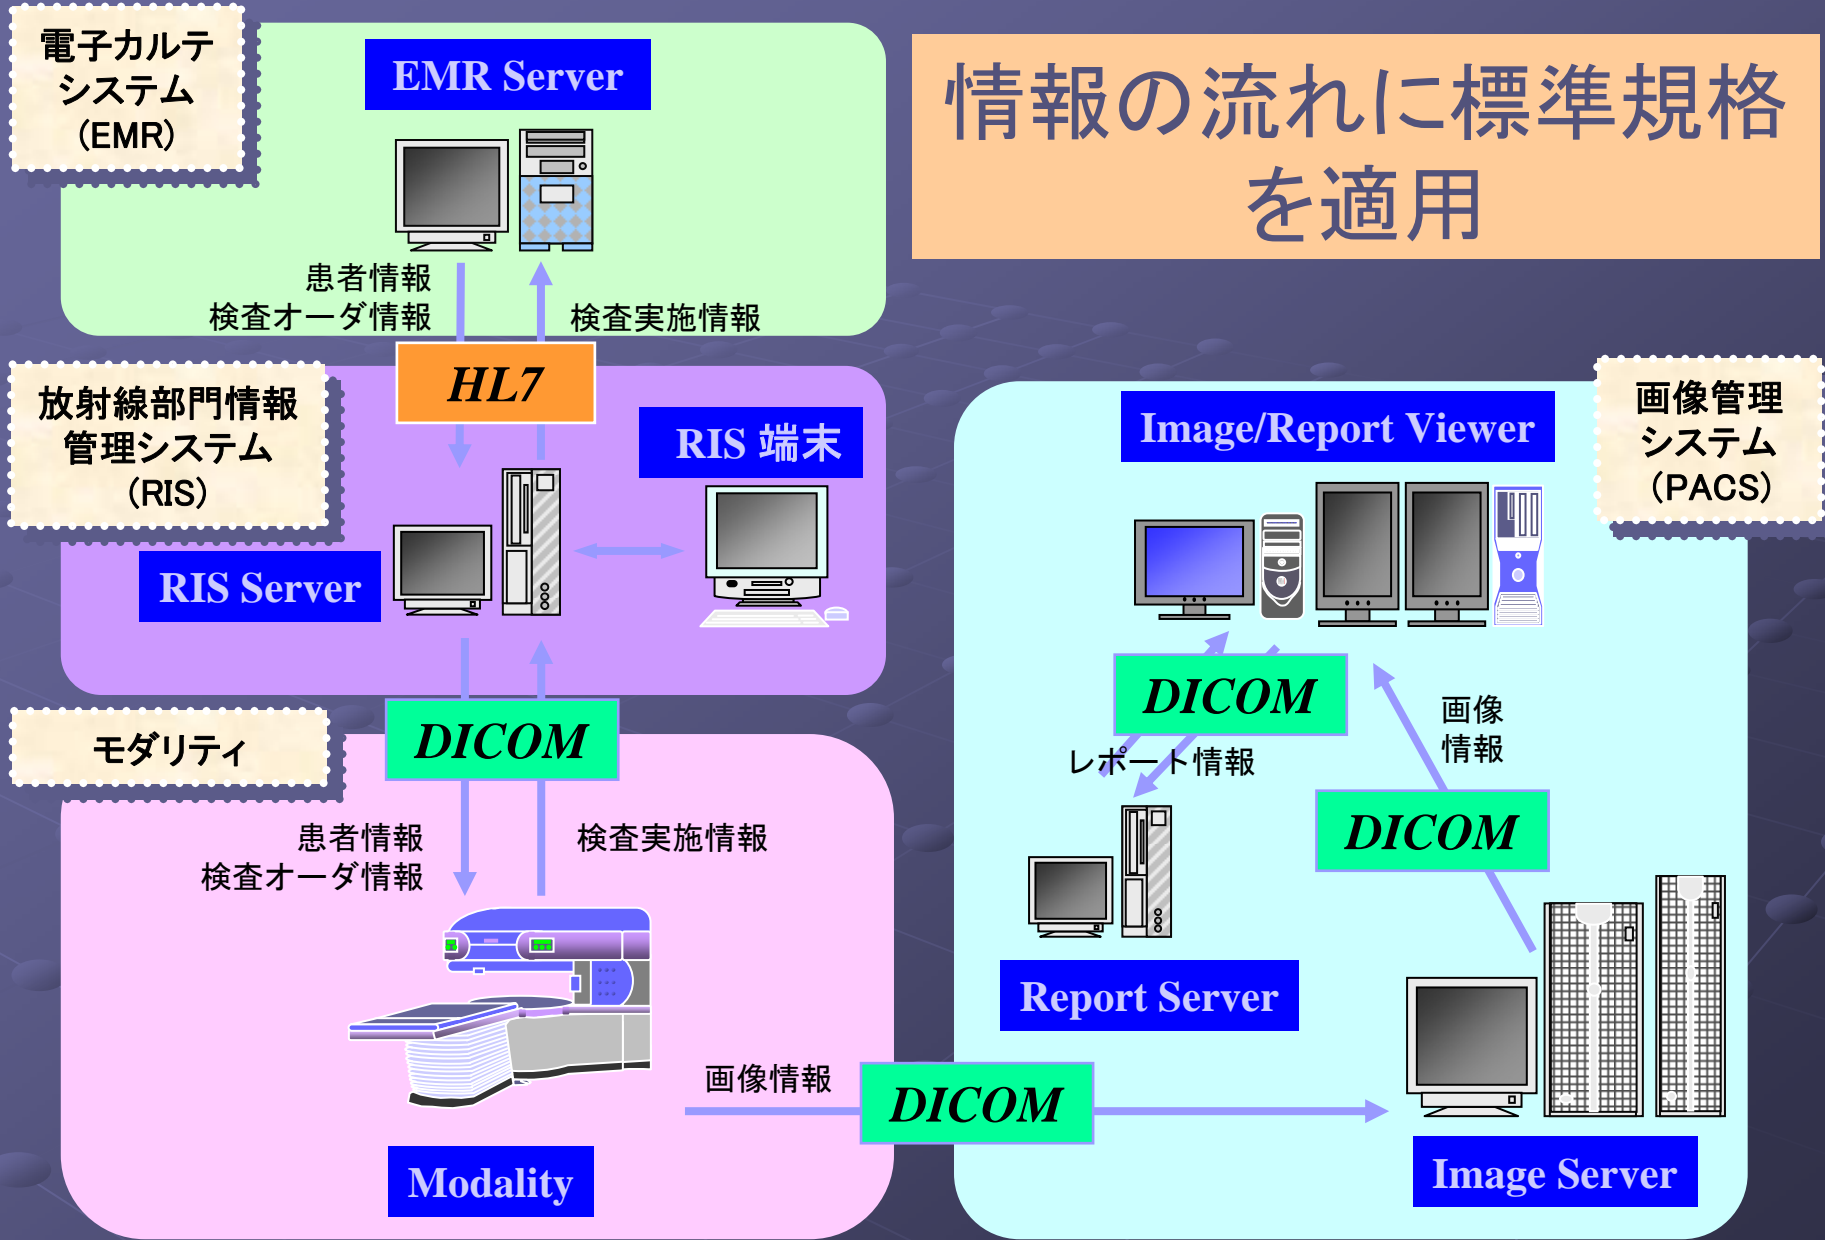 電子カルテ
システム
(EMR)
EMR Server
情報の流れに標準規格
を適用
患者情報
検査オーダ情報
検査実施情報
HL7
放射線部門情報
管理システム
(RIS)
RIS 端末
RIS Server
DICOM
モダリティ
患者情報
検査オーダ情報
検査実施情報
Modality
画像情報
DICOM
画像管理
システム
(PACS)
Image/Report Viewer
DICOM
レポート情報
画像
情報
DICOM
Report Server
Image Server